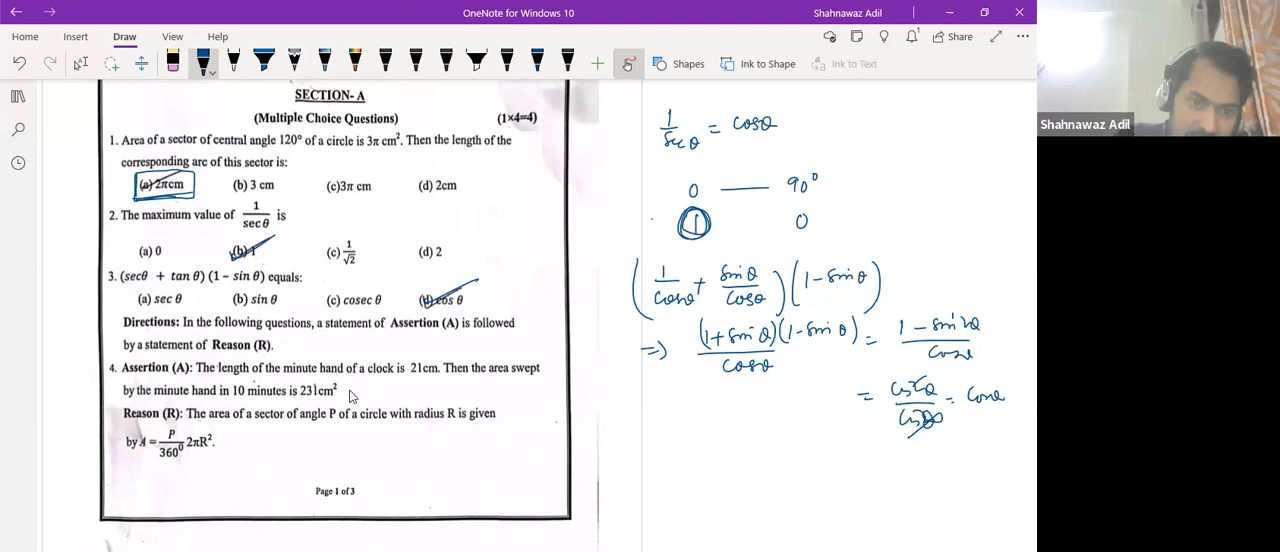 OneNote for Windows 10
Shahnawaz Adil
Home Insert Draw View Help
Share
Shapes
Ink to Shape
Ink to Text
SECTION- A
(Multiple Choice Questions) (1×4=4)
1. Area of a sector of central angle 120° of a circle is 3π cm². Then the length of the
corresponding arc of this sector is:
(a) 2πcm (b) 3 cm (c)3π cm (d) 2cm
2. The maximum value of 1/sec θ is
(a) 0 (b) 1 (c) 1/√2 (d) 2
3. (secθ + tan θ) (1 − sin θ) equals:
(a) sec θ (b) sin θ (c) cosec θ (d) cos θ
Directions: In the following questions, a statement of Assertion (A) is followed
by a statement of Reason (R).
4. Assertion (A): The length of the minute hand of a clock is 21cm. Then the area swept
by the minute hand in 10 minutes is 231cm²
Reason (R): The area of a sector of angle P of a circle with radius R is given
by A = P/360⁰ 2πR².
Page 1 of 3
1/sec θ = cosθ
0 — 90°
1 0
(1/cosθ + sinθ/cosθ)(1 - sinθ)
=> (1+sinθ)(1-sinθ)/cosθ = 1 - sin²θ/cosθ
= cos²θ/cosθ = cosθ
Shahnawaz Adil